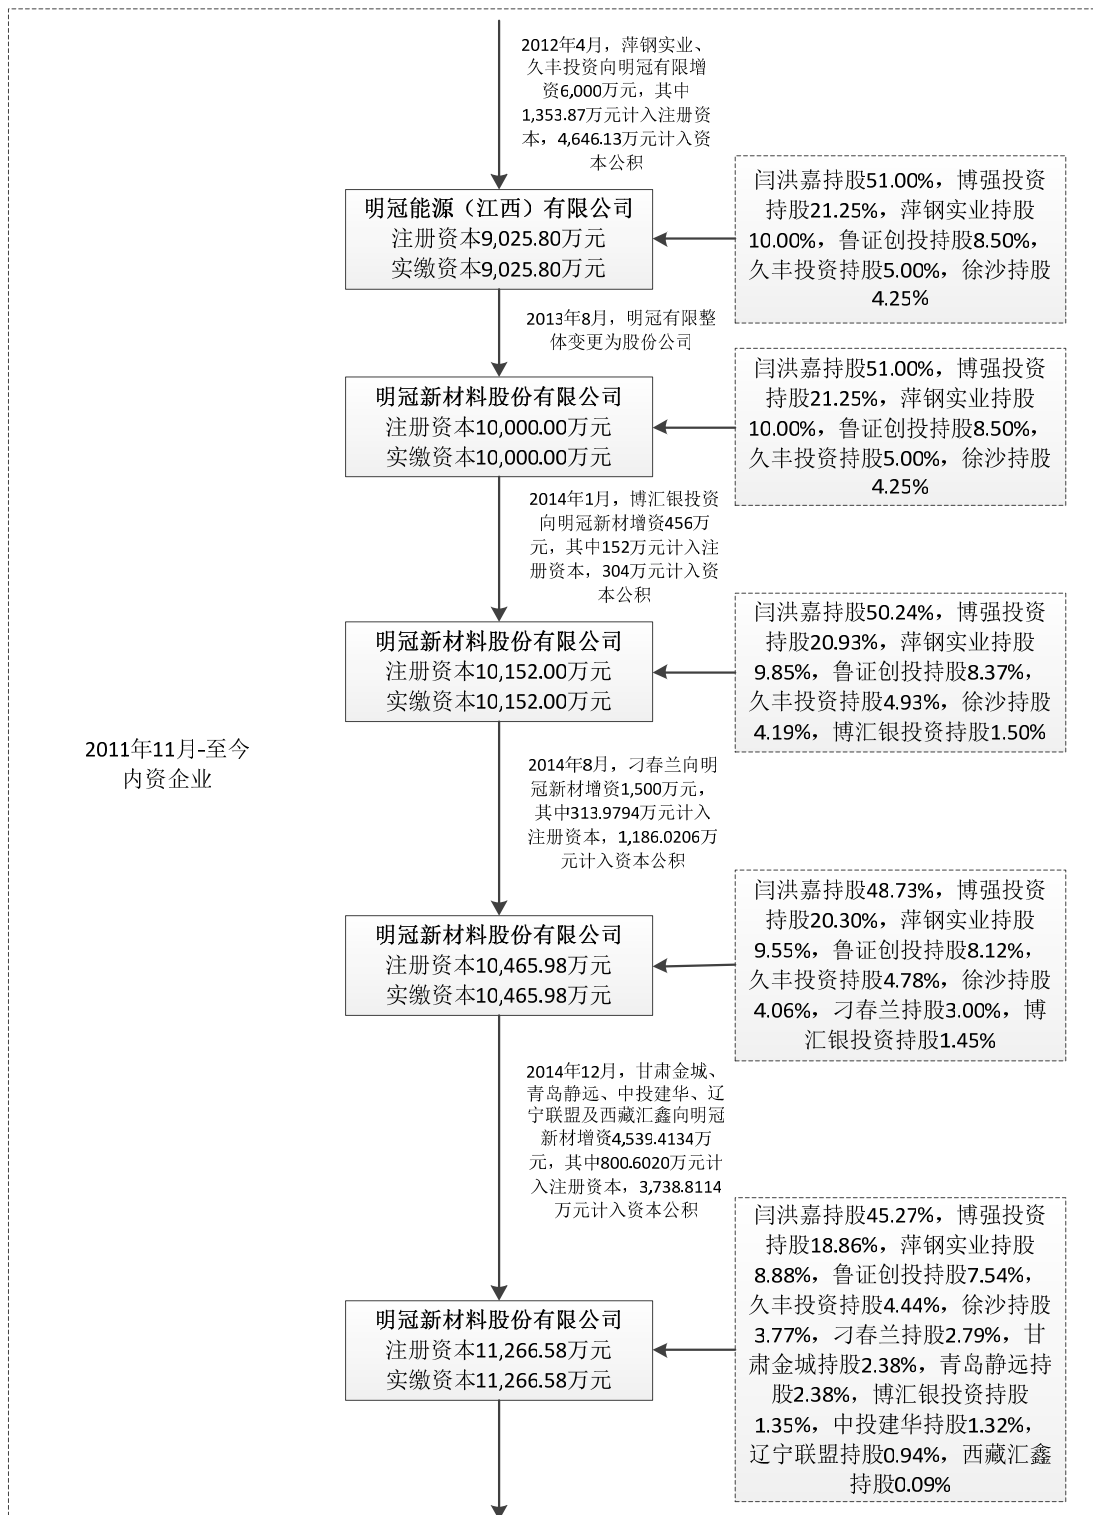 2012年4月，萍钢实业、
久丰投资向明冠有限增
资6,000万元，其中
1,353.87万元计入注册资
本，4,646.13万元计入资
本公积
明冠能源（江西）有限公司
注册资本9,025.80万元
实缴资本9,025.80万元
闫洪嘉持股51.00%，博强投资
持股21.25%，萍钢实业持股
10.00%，鲁证创投持股8.50%，
久丰投资持股5.00%，徐沙持股
4.25%
2013年8月，明冠有限整
体变更为股份公司
明冠新材料股份有限公司
注册资本10,000.00万元
实缴资本10,000.00万元
闫洪嘉持股51.00%，博强投资
持股21.25%，萍钢实业持股
10.00%，鲁证创投持股8.50%，
久丰投资持股5.00%，徐沙持股
4.25%
2014年1月，博汇银投资
向明冠新材增资456万
元，其中152万元计入注
册资本，304万元计入资
本公积
明冠新材料股份有限公司
注册资本10,152.00万元
实缴资本10,152.00万元
闫洪嘉持股50.24%，博强投资
持股20.93%，萍钢实业持股
9.85%，鲁证创投持股8.37%，
久丰投资持股4.93%，徐沙持股
4.19%，博汇银投资持股1.50%
2011年11月-至今
内资企业
2014年8月，刁春兰向明
冠新材增资1,500万元，
其中313.9794万元计入
注册资本，1,186.0206万
元计入资本公积
明冠新材料股份有限公司
注册资本10,465.98万元
实缴资本10,465.98万元
闫洪嘉持股48.73%，博强投资
持股20.30%，萍钢实业持股
9.55%，鲁证创投持股8.12%，
久丰投资持股4.78%，徐沙持股
4.06%，刁春兰持股3.00%，博
汇银投资持股1.45%
2014年12月，甘肃金城、
青岛静远、中投建华、辽
宁联盟及西藏汇鑫向明冠
新材增资4,539.4134万
元，其中800.6020万元计
入注册资本，3,738.8114
万元计入资本公积
明冠新材料股份有限公司
注册资本11,266.58万元
实缴资本11,266.58万元
闫洪嘉持股45.27%，博强投资
持股18.86%，萍钢实业持股
8.88%，鲁证创投持股7.54%，
久丰投资持股4.44%，徐沙持股
3.77%，刁春兰持股2.79%，甘
肃金城持股2.38%，青岛静远持
股2.38%，博汇银投资持股
1.35%，中投建华持股1.32%，
辽宁联盟持股0.94%，西藏汇鑫
持股0.09%